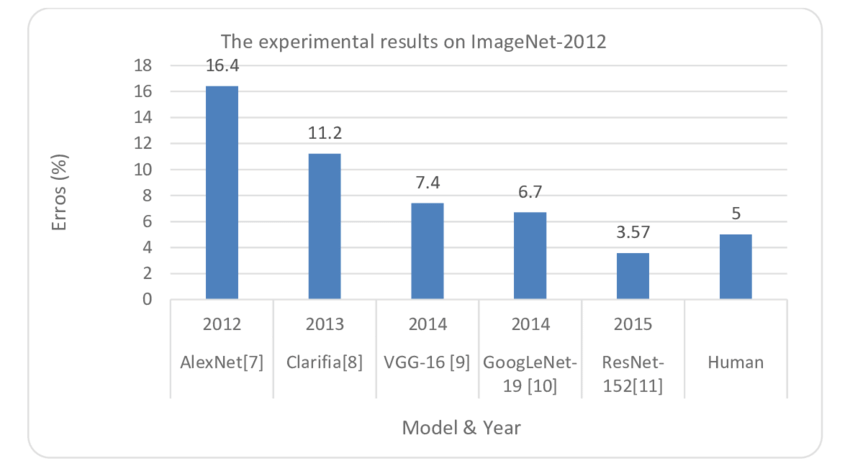 The experimental results on ImageNet-2012
18
16
14
12
10
8
6
4
2
0
Erros (%)
16.4
11.2
7.4
6.7
3.57
5
2012
2013
2014
2014
2015
AlexNet[7]
Clarifia[8]
VGG-16 [9]
GoogLeNet-
19 [10]
ResNet-
152[11]
Human
Model & Year